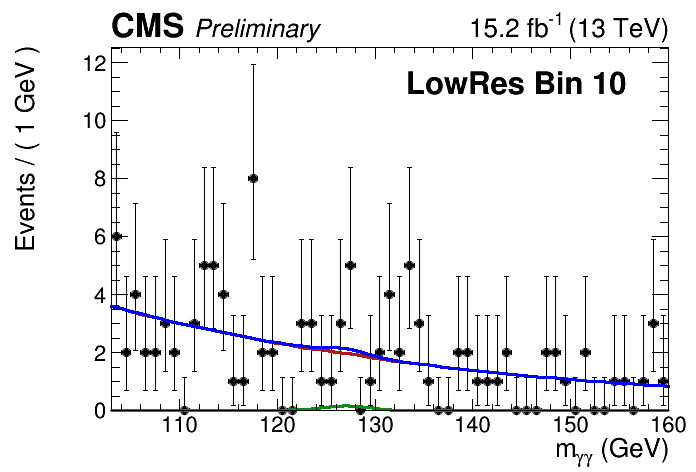 CMS Preliminary 15.2 fb⁻¹ (13 TeV)
LowRes Bin 10
Events / ( 1 GeV )
12
10
8
6
4
2
0
110 120 130 140 150 160
mγγ (GeV)